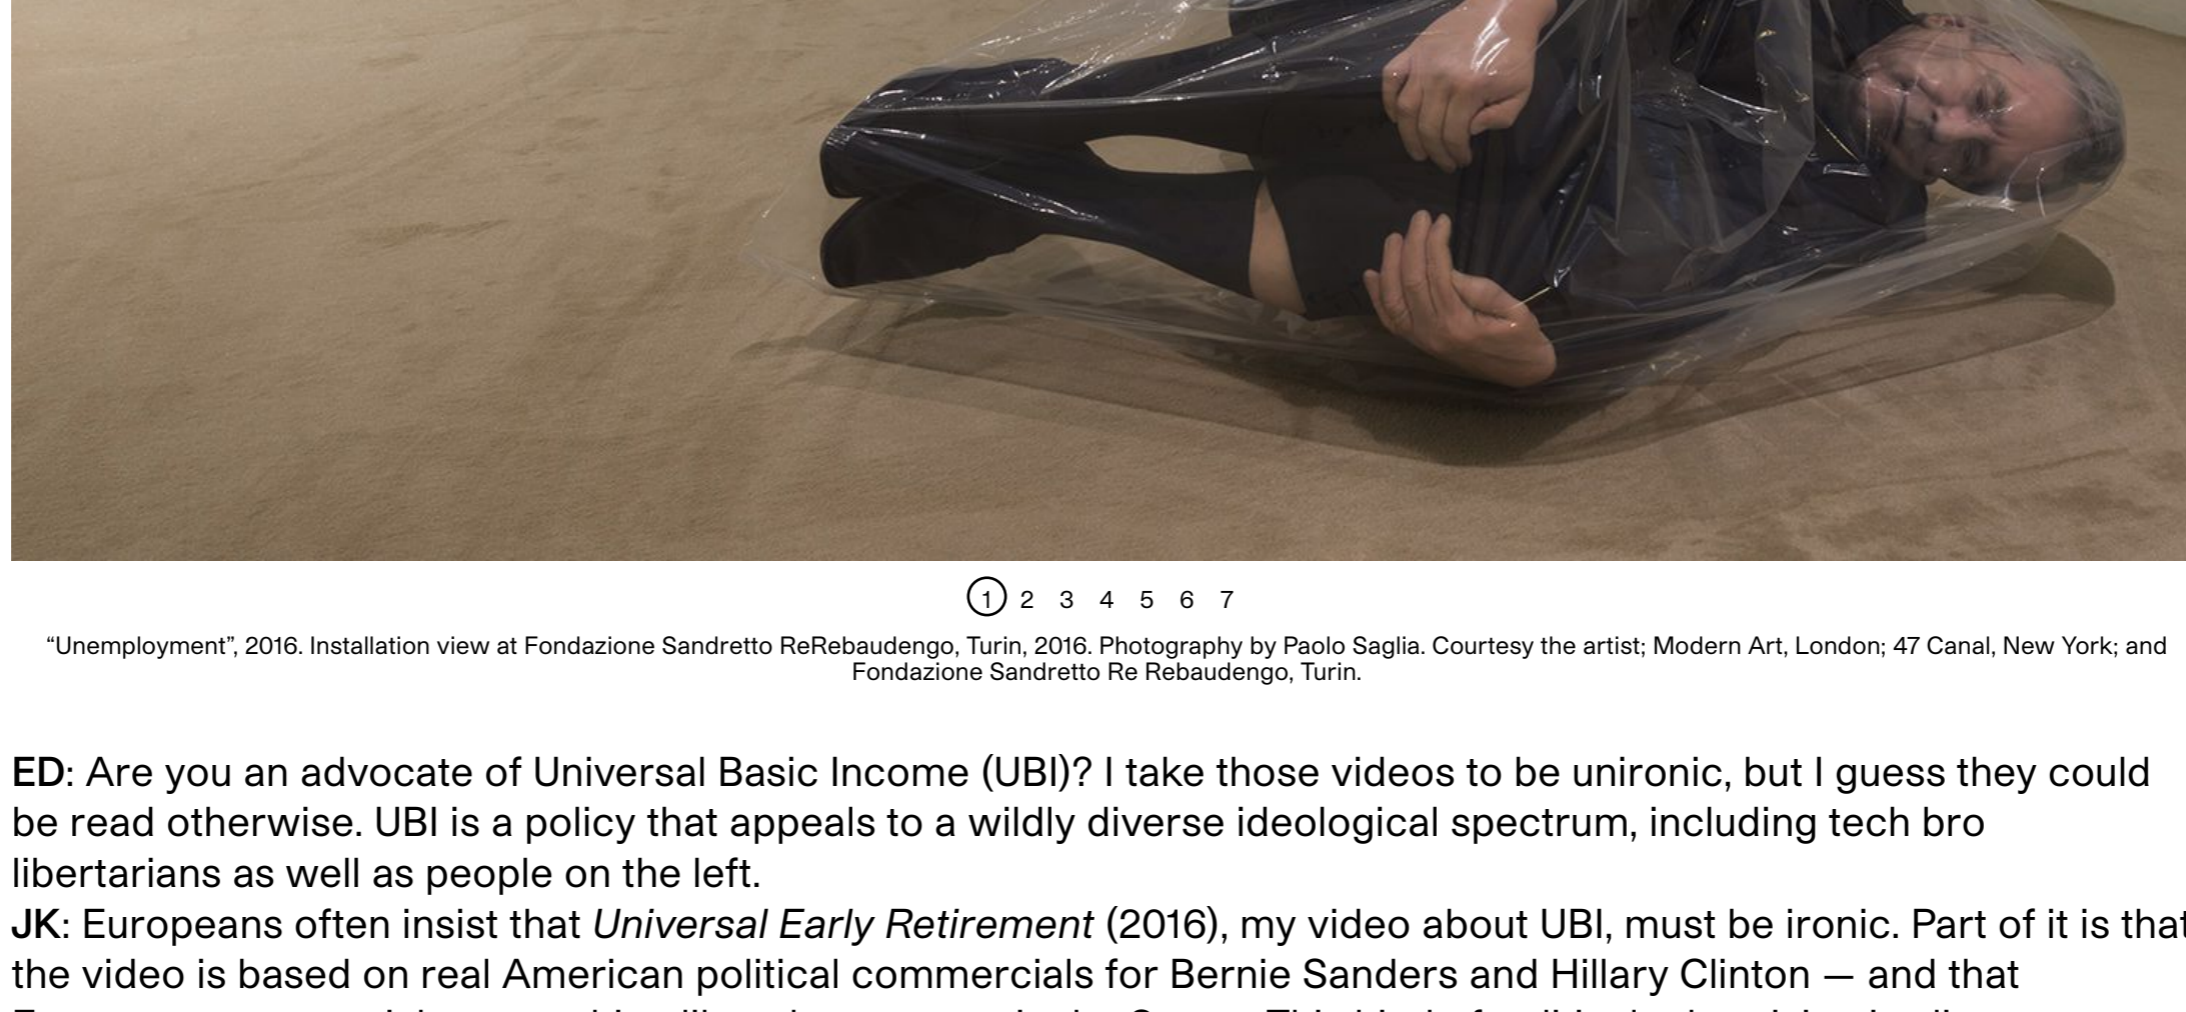 1 2 3 4 5 6 7
“Unemployment”, 2016. Installation view at Fondazione Sandretto ReRebaudengo, Turin, 2016. Photography by Paolo Saglia. Courtesy the artist; Modern Art, London; 47 Canal, New York; and
Fondazione Sandretto Re Rebaudengo, Turin.
ED: Are you an advocate of Universal Basic Income (UBI)? I take those videos to be unironic, but I guess they could
be read otherwise. UBI is a policy that appeals to a wildly diverse ideological spectrum, including tech bro
libertarians as well as people on the left.
JK: Europeans often insist that Universal Early Retirement (2016), my video about UBI, must be ironic. Part of it is that
the video is based on real American political commercials for Bernie Sanders and Hillary Clinton — and that